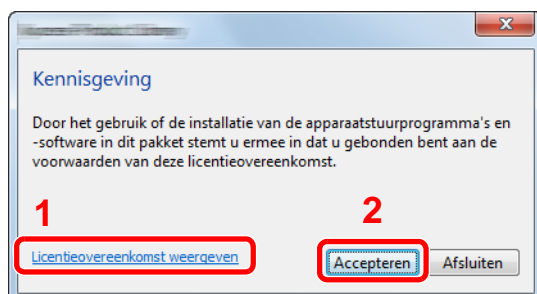 Kennisgeving
Door het gebruik of de installatie van de apparaatstuurprogramma's en
-software in dit pakket stemt u ermee in dat u gebonden bent aan de
voorwaarden van deze licentieovereenkomst.
1
2
Licentieovereenkomst weergeven
Accepteren Afsluiten